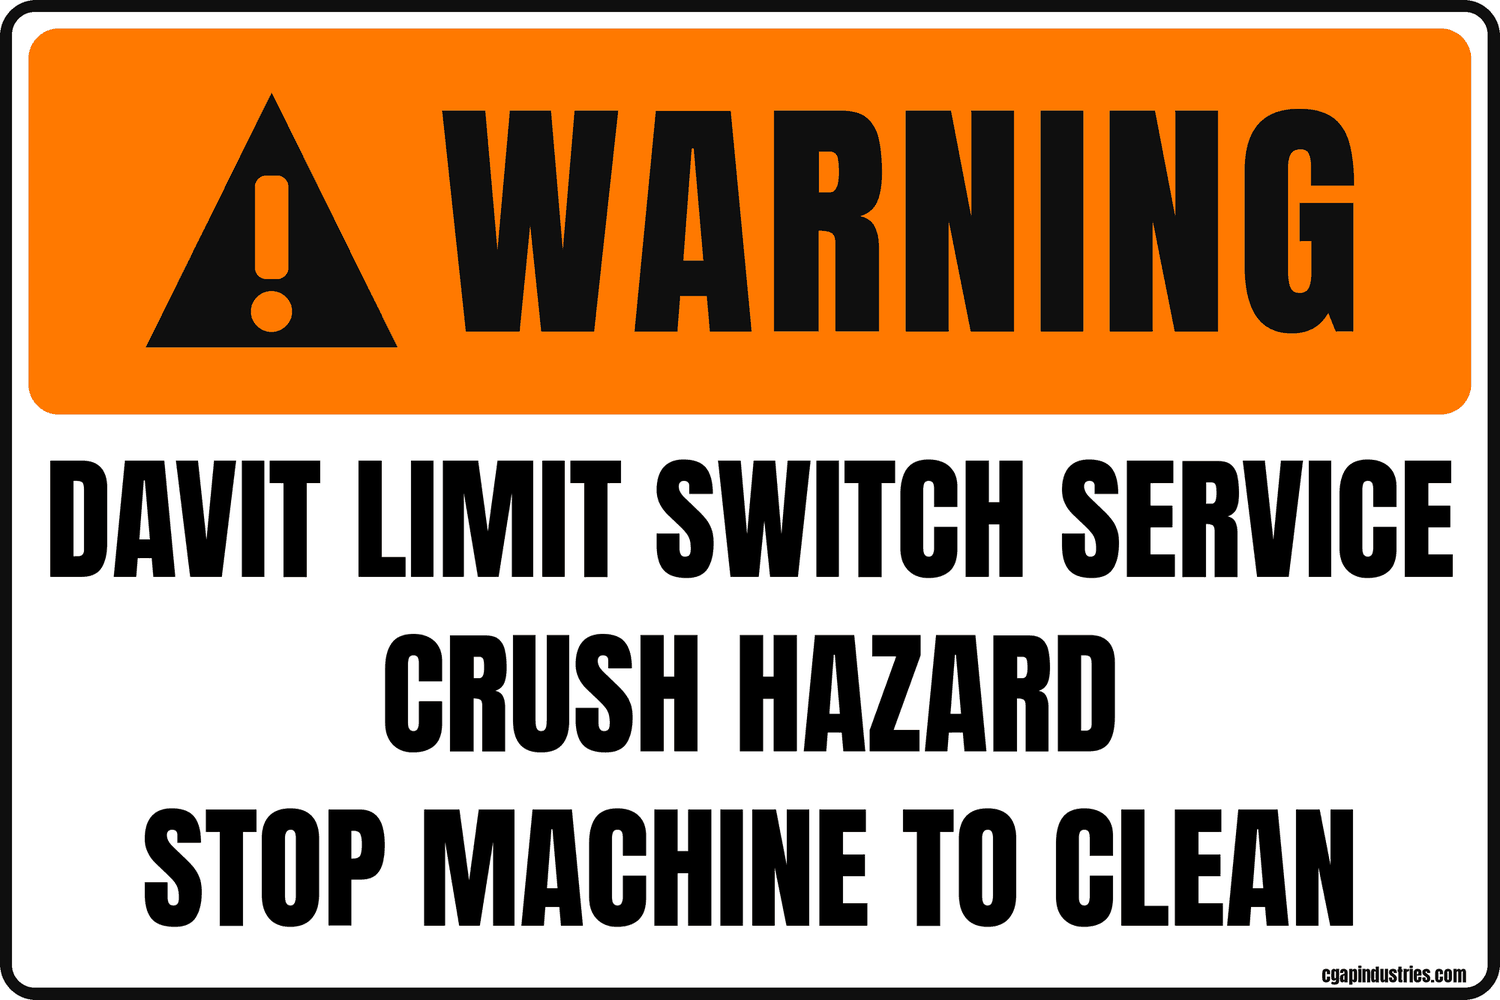 WARNING
DAVIT LIMIT SWITCH SERVICE
CRUSH HAZARD
STOP MACHINE TO CLEAN
cgapindustries.com